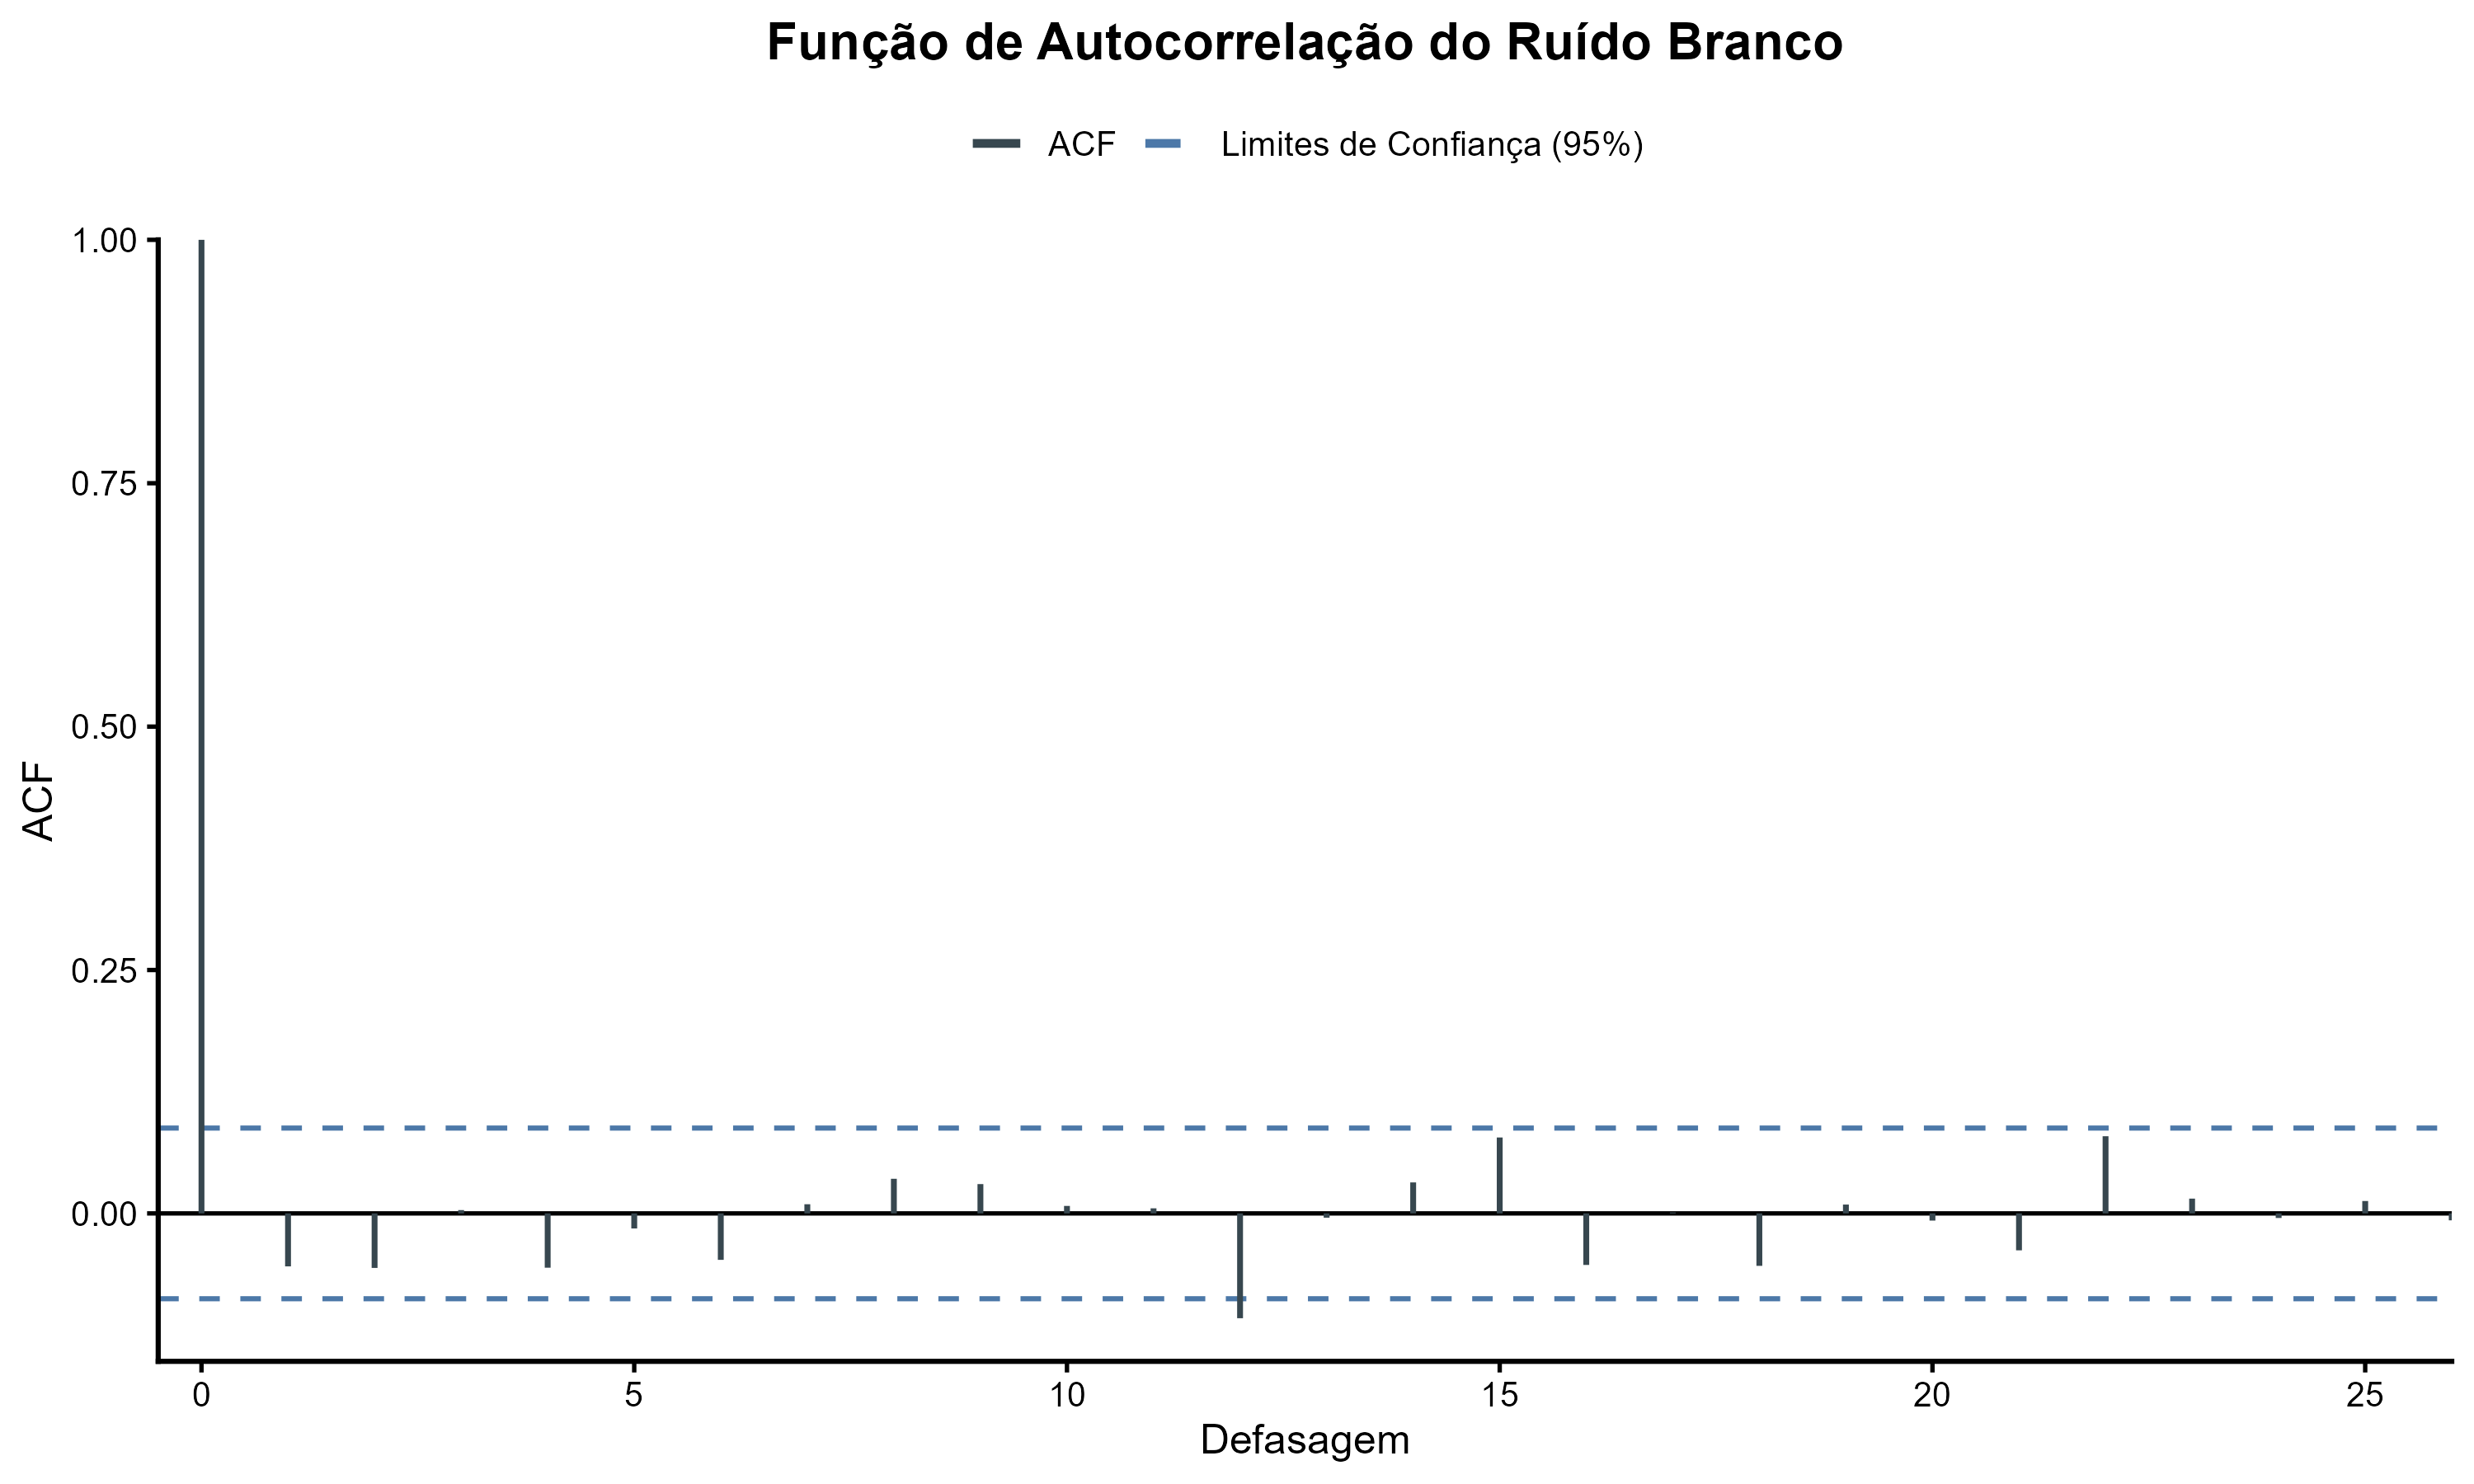 Função de Autocorrelação do Ruído Branco
ACF Limites de Confiança (95%)
1.00
0.75
0.50
0.25
0.00
ACF
0 5 10 15 20 25
Defasagem